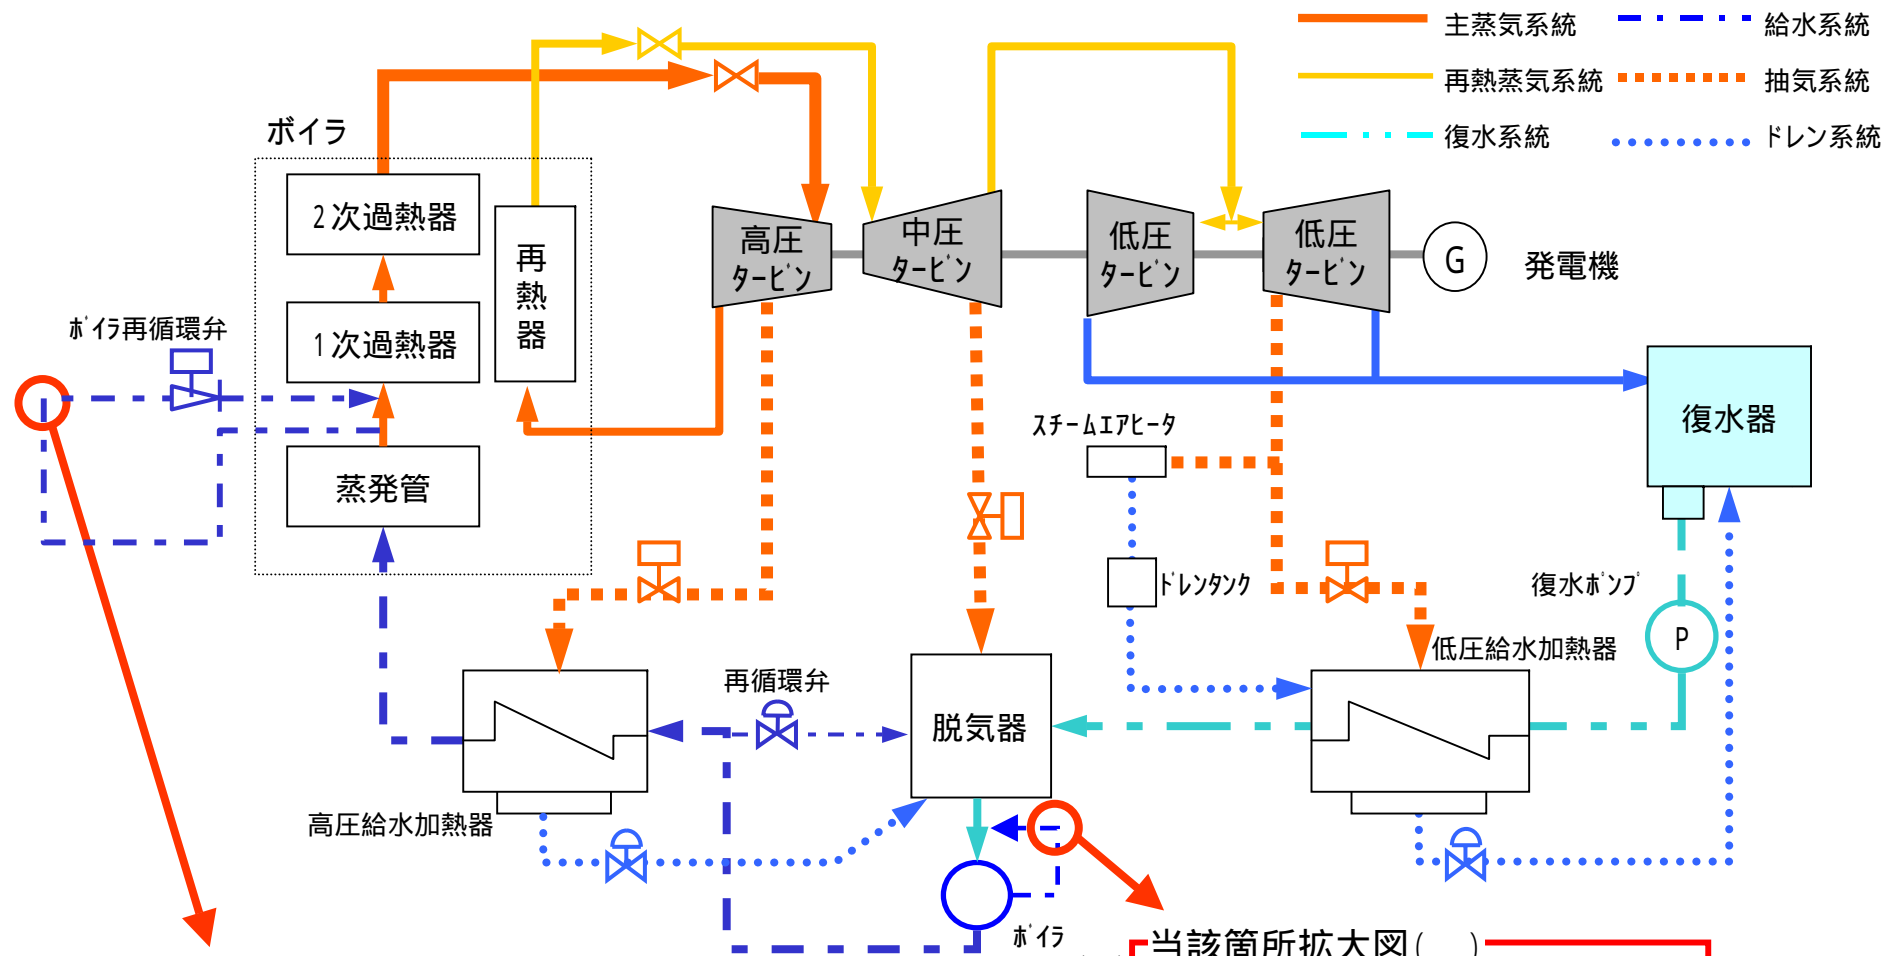 主蒸気系統
給水系統
再熱蒸気系統
抽気系統
復水系統
ドレン系統
ボイラ
2次過熱器
再熱器
1次過熱器
蒸発管
ﾎﾞｲﾗ再循環弁
高圧
ﾀｰﾋﾞﾝ
中圧
ﾀｰﾋﾞﾝ
低圧
ﾀｰﾋﾞﾝ
低圧
ﾀｰﾋﾞﾝ
G
発電機
復水器
ｽﾁｰﾑｴｱﾋｰﾀ
ﾄﾞﾚﾝﾀﾝｸ
復水ﾎﾟﾝﾌﾟ
P
低圧給水加熱器
再循環弁
脱気器
高圧給水加熱器
ﾎﾞｲﾗ
当該箇所拡大図( )